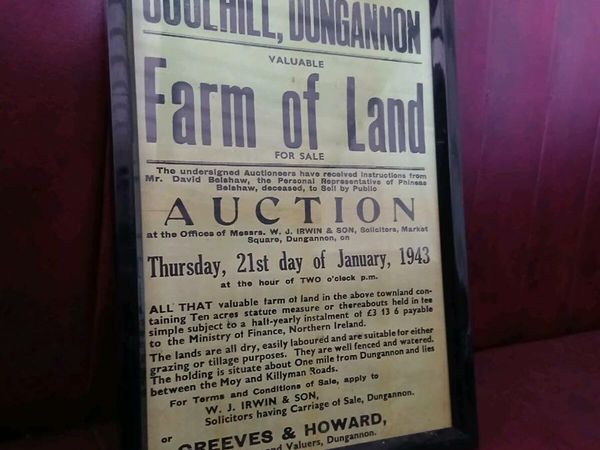 COOLHILL, DUNGANNON
VALUABLE
Farm of Land
FOR SALE
The undersigned Auctioneers have received instructions from
Mr. David Belshaw, the Personal Representative of Phineas
Belshaw, deceased, to Sell by Public
AUCTION
at the Offices of Messrs. W. J. IRWIN & SON, Solicitors, Market
Square, Dungannon, on
Thursday, 21st day of January, 1943
at the hour of TWO o'clock p.m.
ALL THAT valuable farm of land in the above townland con-
taining Ten acres statute measure or thereabouts held in fee
simple subject to a half-yearly instalment of £3 13 6 payable
to the Ministry of Finance, Northern Ireland.
The lands are all dry, easily laboured and are suitable for either
grazing or tillage purposes. They are well fenced and watered.
The holding is situate about One mile from Dungannon and lies
between the Moy and Killyman Roads.
For Terms and Conditions of Sale, apply to
W. J. IRWIN & SON,
Solicitors having Carriage of Sale, Dungannon.
or
GREEVES & HOWARD,
and Valuers, Dungannon.